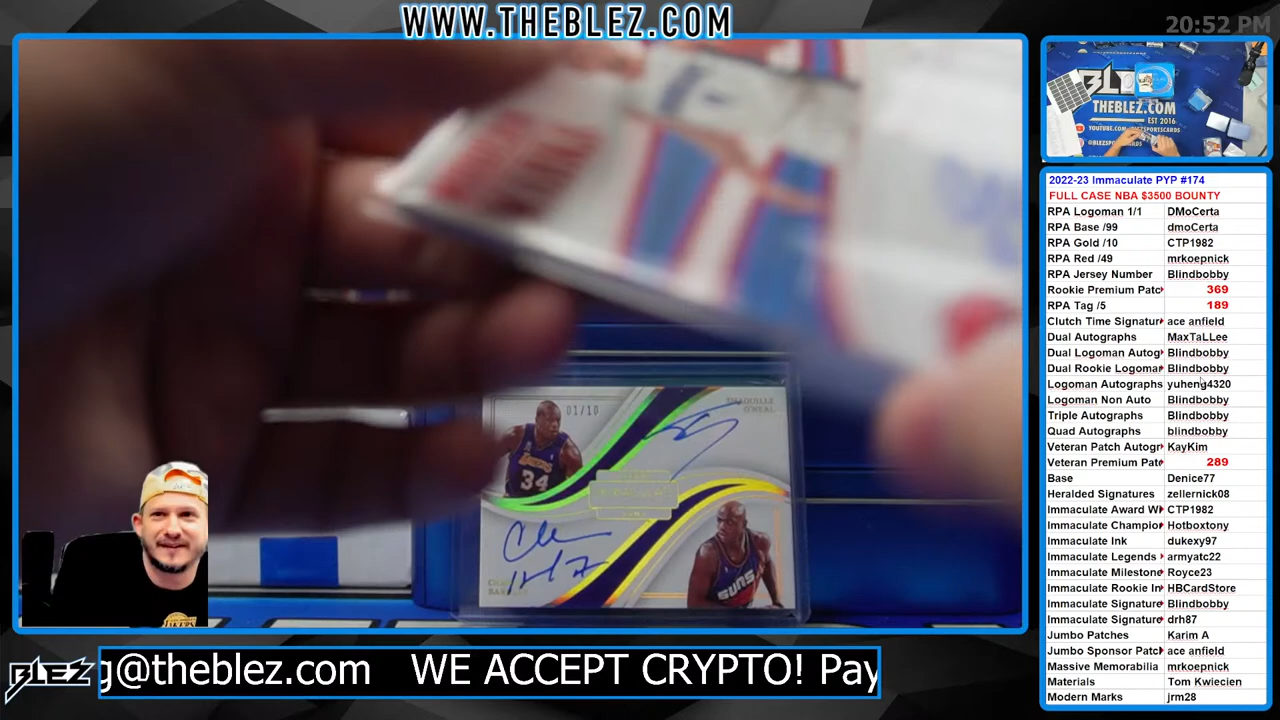 WWW.THEBLEZ.COM
20:52 PM
BLEZ
THEBLEZ.COM
EST 2016
2022-23 Immaculate PYP #174
FULL CASE NBA $3500 BOUNTY
RPA Logoman 1/1 DMoCerta
RPA Base /99 dmoCerta
RPA Gold /10 CTP1982
RPA Red /49 mrkoepnick
RPA Jersey Number Blindbobby
Rookie Premium Patc 369
RPA Tag /5 189
Clutch Time Signatur ace anfield
Dual Autographs MaxTaLLee
Dual Logoman Autog Blindbobby
Dual Rookie Logoma Blindbobby
Logoman Autographs yuheng4320
Logoman Non Auto Blindbobby
Triple Autographs Blindbobby
Quad Autographs blindbobby
Veteran Patch Autogr KayKim
Veteran Premium Pat 289
Base Denice77
Heralded Signatures zellernick08
Immaculate Award Wi CTP1982
Immaculate Champio Hotboxtony
Immaculate Ink dukexy97
Immaculate Legends armyatc22
Immaculate Milestone Royce23
Immaculate Rookie In HBCardStore
Immaculate Signature Blindbobby
Immaculate Signature drh87
Jumbo Patches Karim A
Jumbo Sponsor Patch ace anfield
Massive Memorabilia mrkoepnick
Materials Tom Kwiecien
Modern Marks jrm28
01/10
SHAQUILLE
O'NEAL
34
SUNS
BLEZ
g@theblez.com WE ACCEPT CRYPTO! Pay